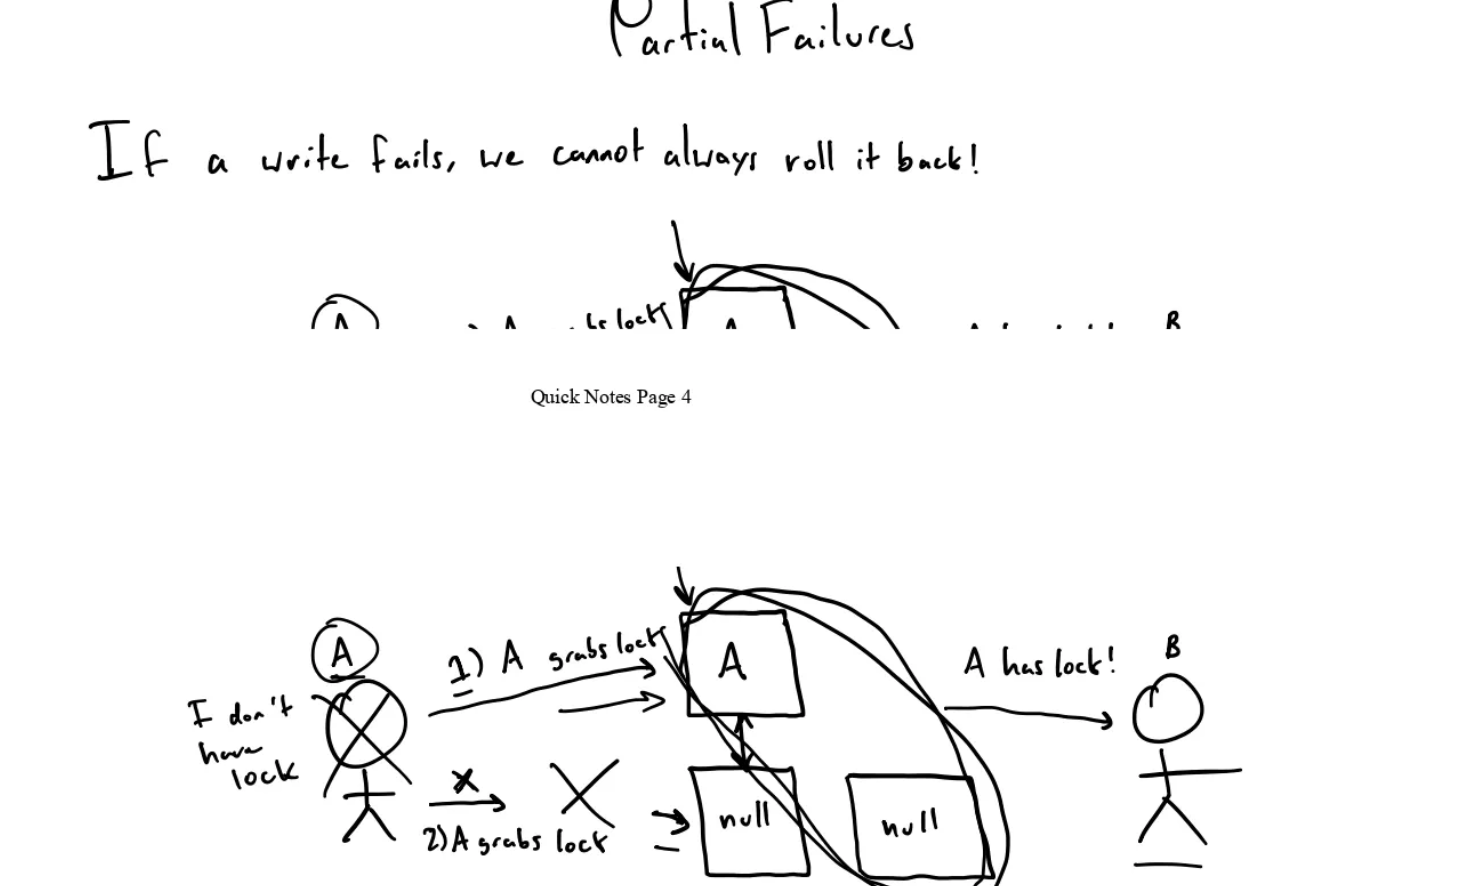 Partial Failures
If a write fails, we cannot always roll it back!
lock
Quick Notes Page 4
A
1) A grabs lock
A
A has lock!
B
I don't
have
lock
2) A grabs lock
null
null